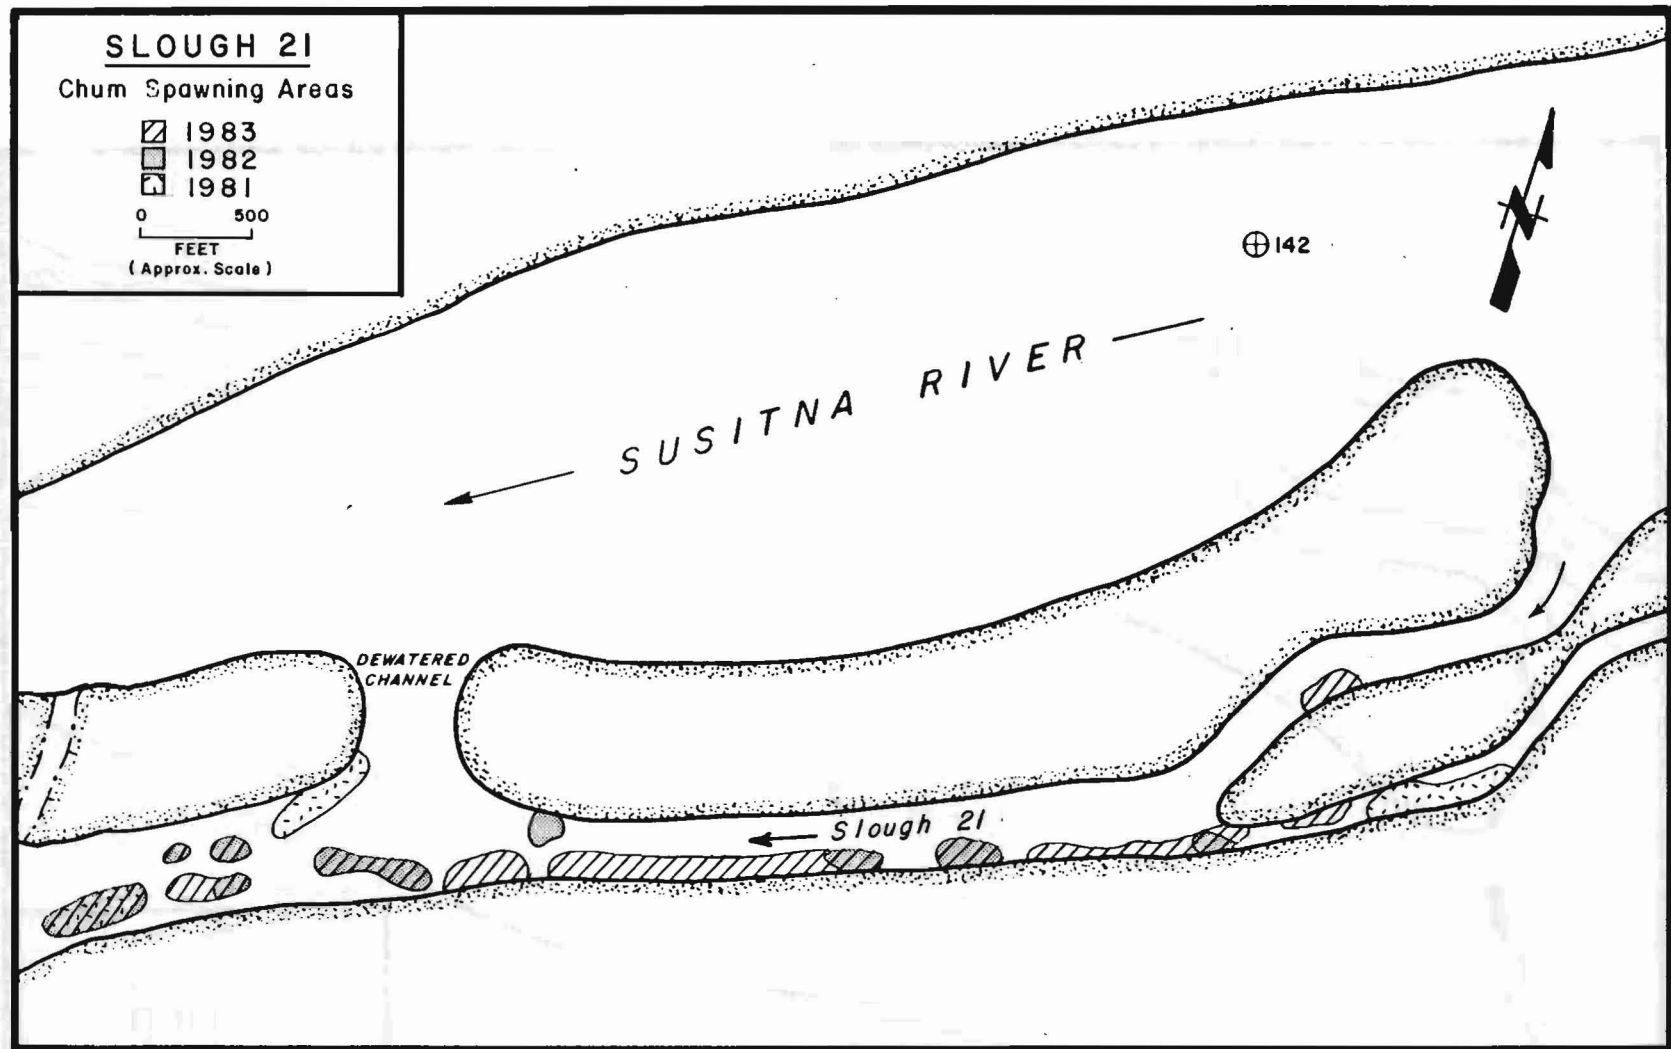 SLOUGH 21
Chum Spawning Areas
1983
1982
1981
0 500
FEET
(Approx. Scale)
N
142
SUSITNA RIVER
DEWATERED
CHANNEL
Slough 21